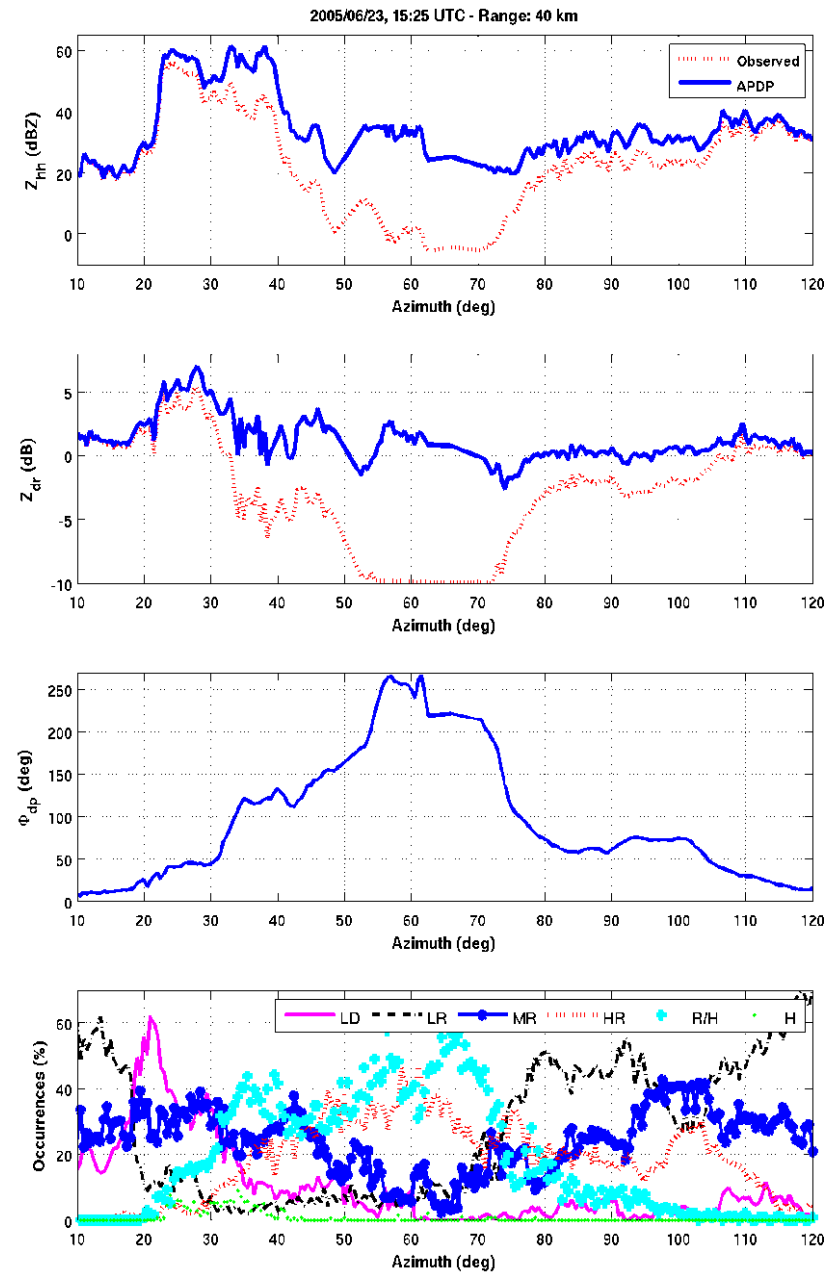 2005/06/23, 15:25 UTC - Range: 40 km
60
40
20
0
Z_hh (dBZ)
Observed
APDP
10 20 30 40 50 60 70 80 90 100 110 120
Azimuth (deg)
5
0
-5
-10
Z_dr (dB)
10 20 30 40 50 60 70 80 90 100 110 120
Azimuth (deg)
250
200
150
100
50
0
Φ_dp (deg)
10 20 30 40 50 60 70 80 90 100 110 120
Azimuth (deg)
60
40
20
0
Occurrences (%)
LD LR MR HR R/H H
10 20 30 40 50 60 70 80 90 100 110 120
Azimuth (deg)